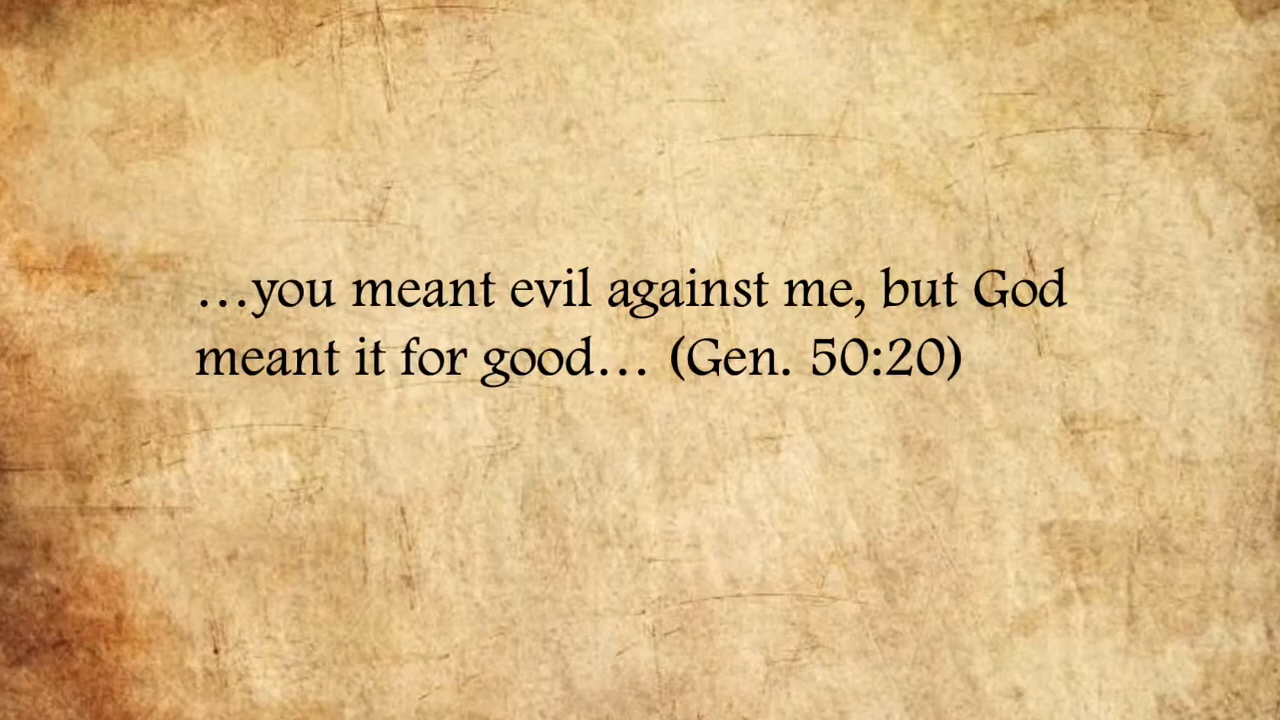 …you meant evil against me, but God
meant it for good… (Gen. 50:20)